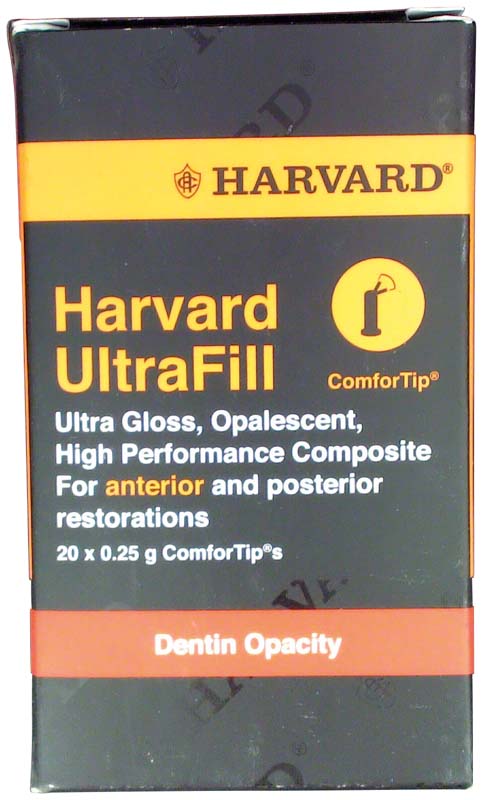 HARVARD®
Harvard
UltraFill
ComforTip®
Ultra Gloss, Opalescent,
High Performance Composite
For anterior and posterior
restorations
20 x 0.25 g ComforTip®s
Dentin Opacity